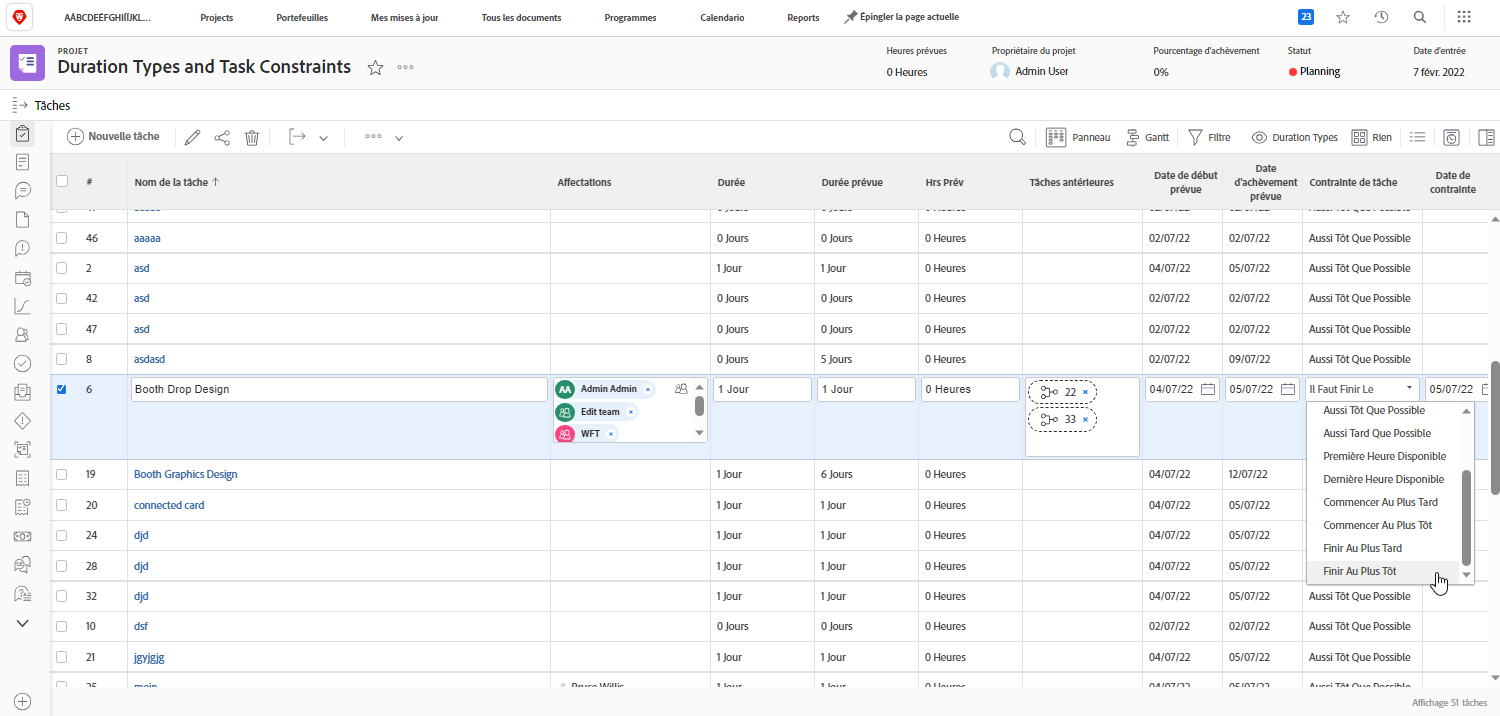 AÁBCDEÉFGHIÍÏJKL...
Projects
Portefeuilles
Mes mises à jour
Tous les documents
Programmes
Calendario
Reports
Épingler la page actuelle
23
PROJET
Duration Types and Task Constraints
Heures prévues
0 Heures
Propriétaire du projet
Admin User
Pourcentage d'achèvement
0%
Statut
Planning
Date d'entrée
7 févr. 2022
Tâches
Nouvelle tâche
Panneau
Gantt
Filtre
Duration Types
Rien
# Nom de la tâche Affectations Durée Durée prévue Hrs Prév Tâches antérieures Date de début prévue Date d'achèvement prévue Contrainte de tâche Date de contrainte
46 aaaaa 0 Jours 0 Jours 0 Heures 02/07/22 02/07/22 Aussi Tôt Que Possible
2 asd 1 Jour 1 Jour 0 Heures 04/07/22 05/07/22 Aussi Tôt Que Possible
42 asd 0 Jours 0 Jours 0 Heures 02/07/22 02/07/22 Aussi Tôt Que Possible
47 asd 0 Jours 0 Jours 0 Heures 02/07/22 02/07/22 Aussi Tôt Que Possible
8 asdasd 0 Jours 5 Jours 0 Heures 02/07/22 09/07/22 Aussi Tôt Que Possible
6 Booth Drop Design AA Admin Admin × 1 Jour 1 Jour 0 Heures 22 × 04/07/22 05/07/22 Il Faut Finir Le 05/07/22
Edit team ×
33 ×
WFT ×
Aussi Tôt Que Possible
Aussi Tard Que Possible
Première Heure Disponible
Dernière Heure Disponible
Commencer Au Plus Tard
Commencer Au Plus Tôt
Finir Au Plus Tard
Finir Au Plus Tôt
19 Booth Graphics Design 1 Jour 6 Jours 0 Heures 04/07/22 12/07/22
20 connected card 1 Jour 1 Jour 0 Heures 04/07/22 05/07/22
24 djd 1 Jour 1 Jour 0 Heures 04/07/22 05/07/22
28 djd 1 Jour 1 Jour 0 Heures 04/07/22 05/07/22
32 djd 1 Jour 1 Jour 0 Heures 04/07/22 05/07/22 Aussi Tôt Que Possible
10 dsf 0 Jours 0 Jours 0 Heures 02/07/22 02/07/22 Aussi Tôt Que Possible
21 jgyjgjg 1 Jour 1 Jour 0 Heures 04/07/22 05/07/22 Aussi Tôt Que Possible
Bruce Willis 1 Jour 1 Jour 0 Heures 04/07/22 05/07/22 Aussi Tôt Que Possible
Affichage 51 tâches